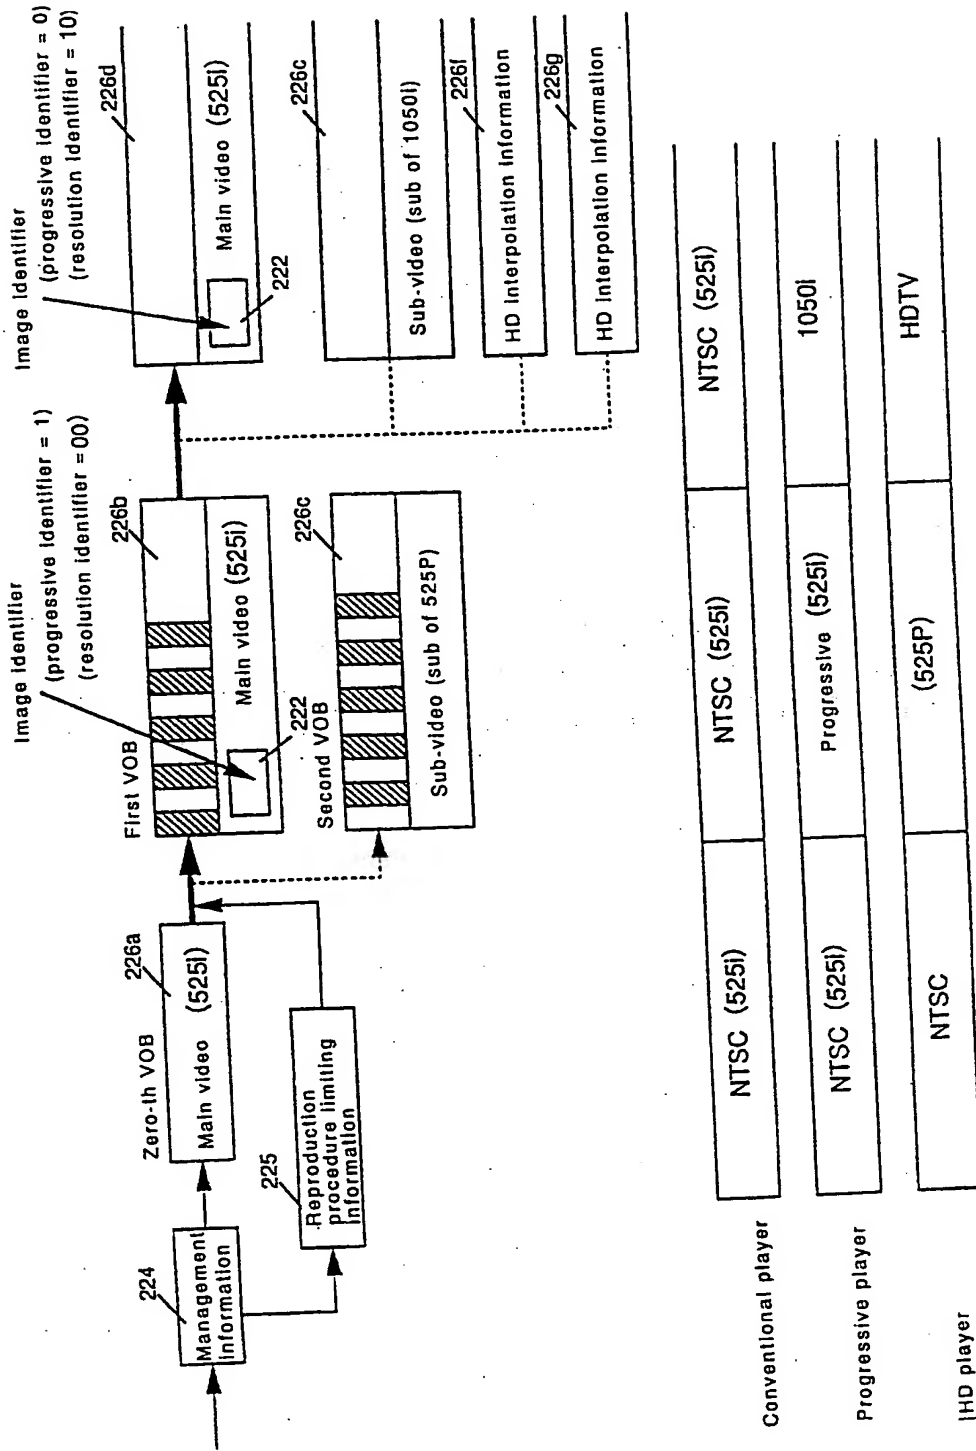 Image identifier
(progressive identifier = 1)
(resolution identifier =00)
Image identifier
(progressive identifier = 0)
(resolution identifier = 10)
First VOB
226b
Main video (525i)
222
226d
Main video (525i)
222
Zero-th VOB
226a
Main video (525i)
224
Management
information
225
Reproduction
procedure limiting
information
Second VOB
226c
Sub-video (sub of 525P)
226c
Sub-video (sub of 1050i)
226f
HD interpolation information
226g
HD interpolation information
Conventional player
NTSC (525i)
NTSC (525i)
NTSC (525i)
Progressive player
NTSC (525i)
Progressive (525i)
1050i
HD player
NTSC
(525P)
HDTV